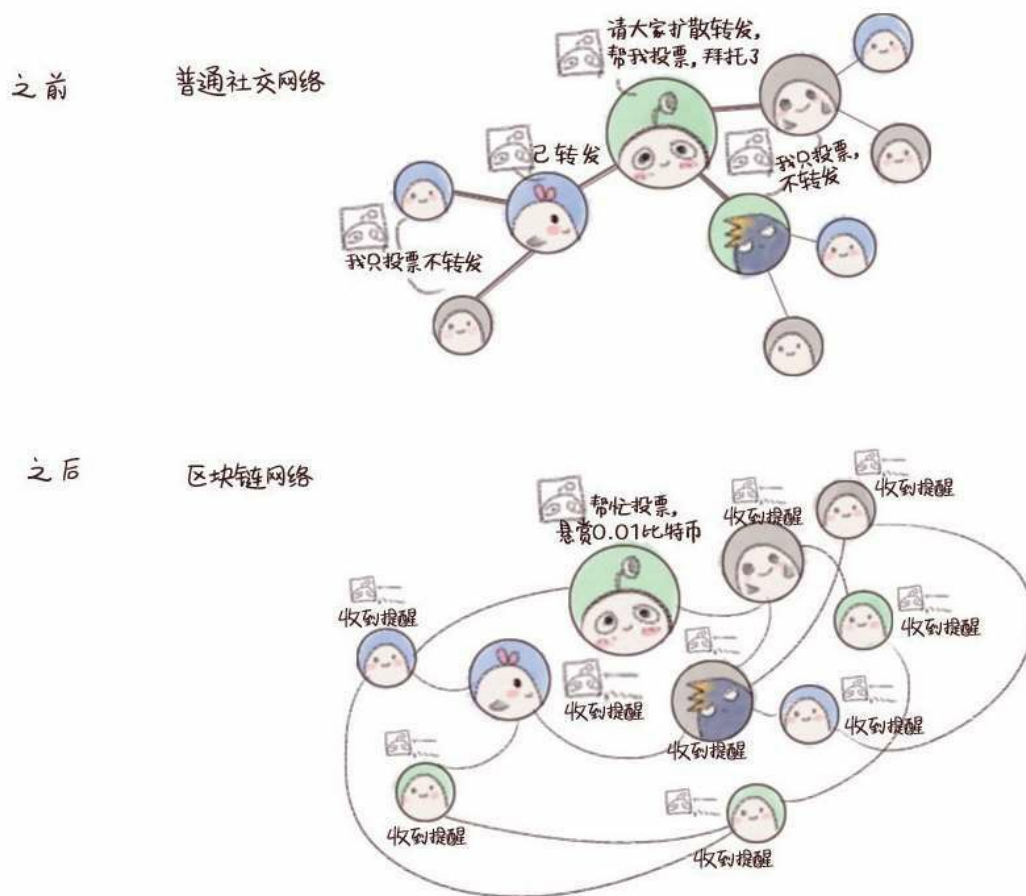 之前
普通社交网络
请大家扩散转发，
帮我投票，拜托了
已转发
我只投票，
不转发
我只投票不转发
之后
区块链网络
帮忙投票，
悬赏0.01比特币
收到提醒
收到提醒
收到提醒
收到提醒
收到提醒
收到提醒
收到提醒
收到提醒
收到提醒